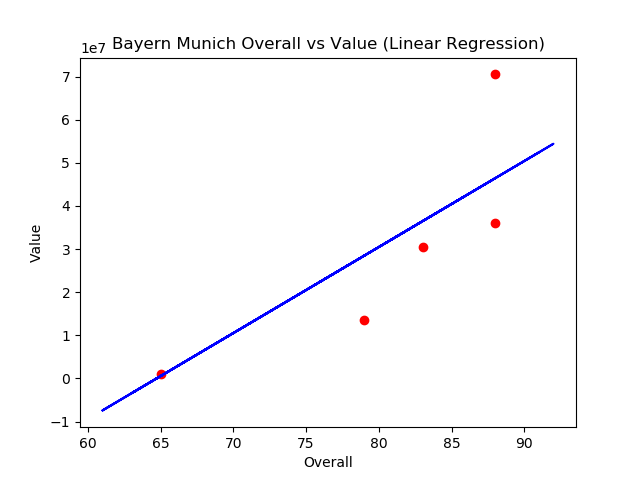 Bayern Munich Overall vs Value (Linear Regression)
1e7
7
6
5
4
3
2
1
0
−1
Value
60 65 70 75 80 85 90
Overall